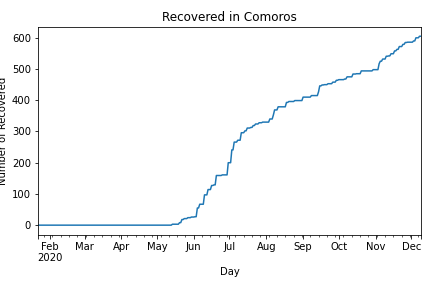 Recovered in Comoros
Number of Recovered
600
500
400
300
200
100
0
Feb Mar Apr May Jun Jul Aug Sep Oct Nov Dec
2020
Day